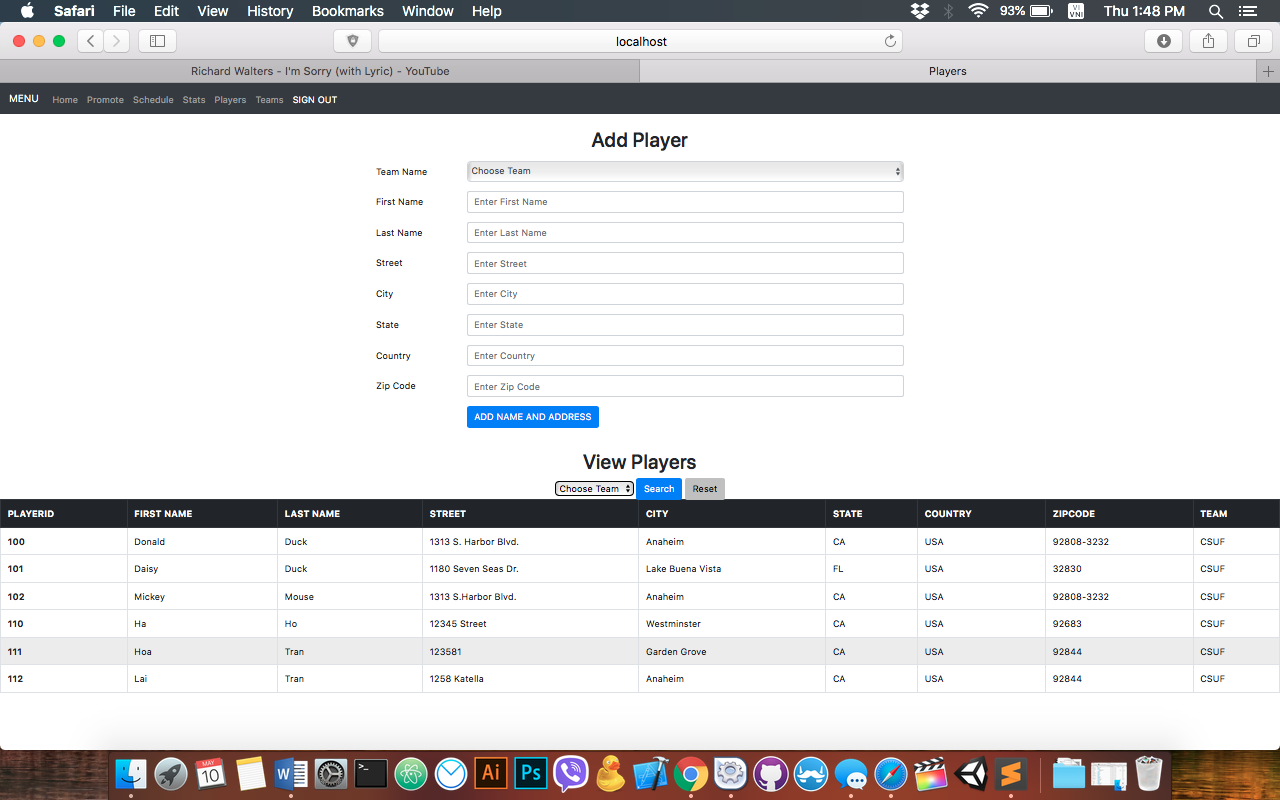 Safari File Edit View History Bookmarks Window Help 93% VI VNI Thu 1:48 PM
localhost
Richard Walters - I'm Sorry (with Lyric) - YouTube Players
MENU Home Promote Schedule Stats Players Teams SIGN OUT
Add Player
Team Name Choose Team
First Name Enter First Name
Last Name Enter Last Name
Street Enter Street
City Enter City
State Enter State
Country Enter Country
Zip Code Enter Zip Code
ADD NAME AND ADDRESS
View Players
Choose Team Search Reset
PLAYERID FIRST NAME LAST NAME STREET CITY STATE COUNTRY ZIPCODE TEAM
100 Donald Duck 1313 S. Harbor Blvd. Anaheim CA USA 92808-3232 CSUF
101 Daisy Duck 1180 Seven Seas Dr. Lake Buena Vista FL USA 32830 CSUF
102 Mickey Mouse 1313 S.Harbor Blvd. Anaheim CA USA 92808-3232 CSUF
110 Ha Ho 12345 Street Westminster CA USA 92683 CSUF
111 Hoa Tran 123581 Garden Grove CA USA 92844 CSUF
112 Lai Tran 1258 Katella Anaheim CA USA 92844 CSUF
MAY
10
W
>_
Ai
Ps